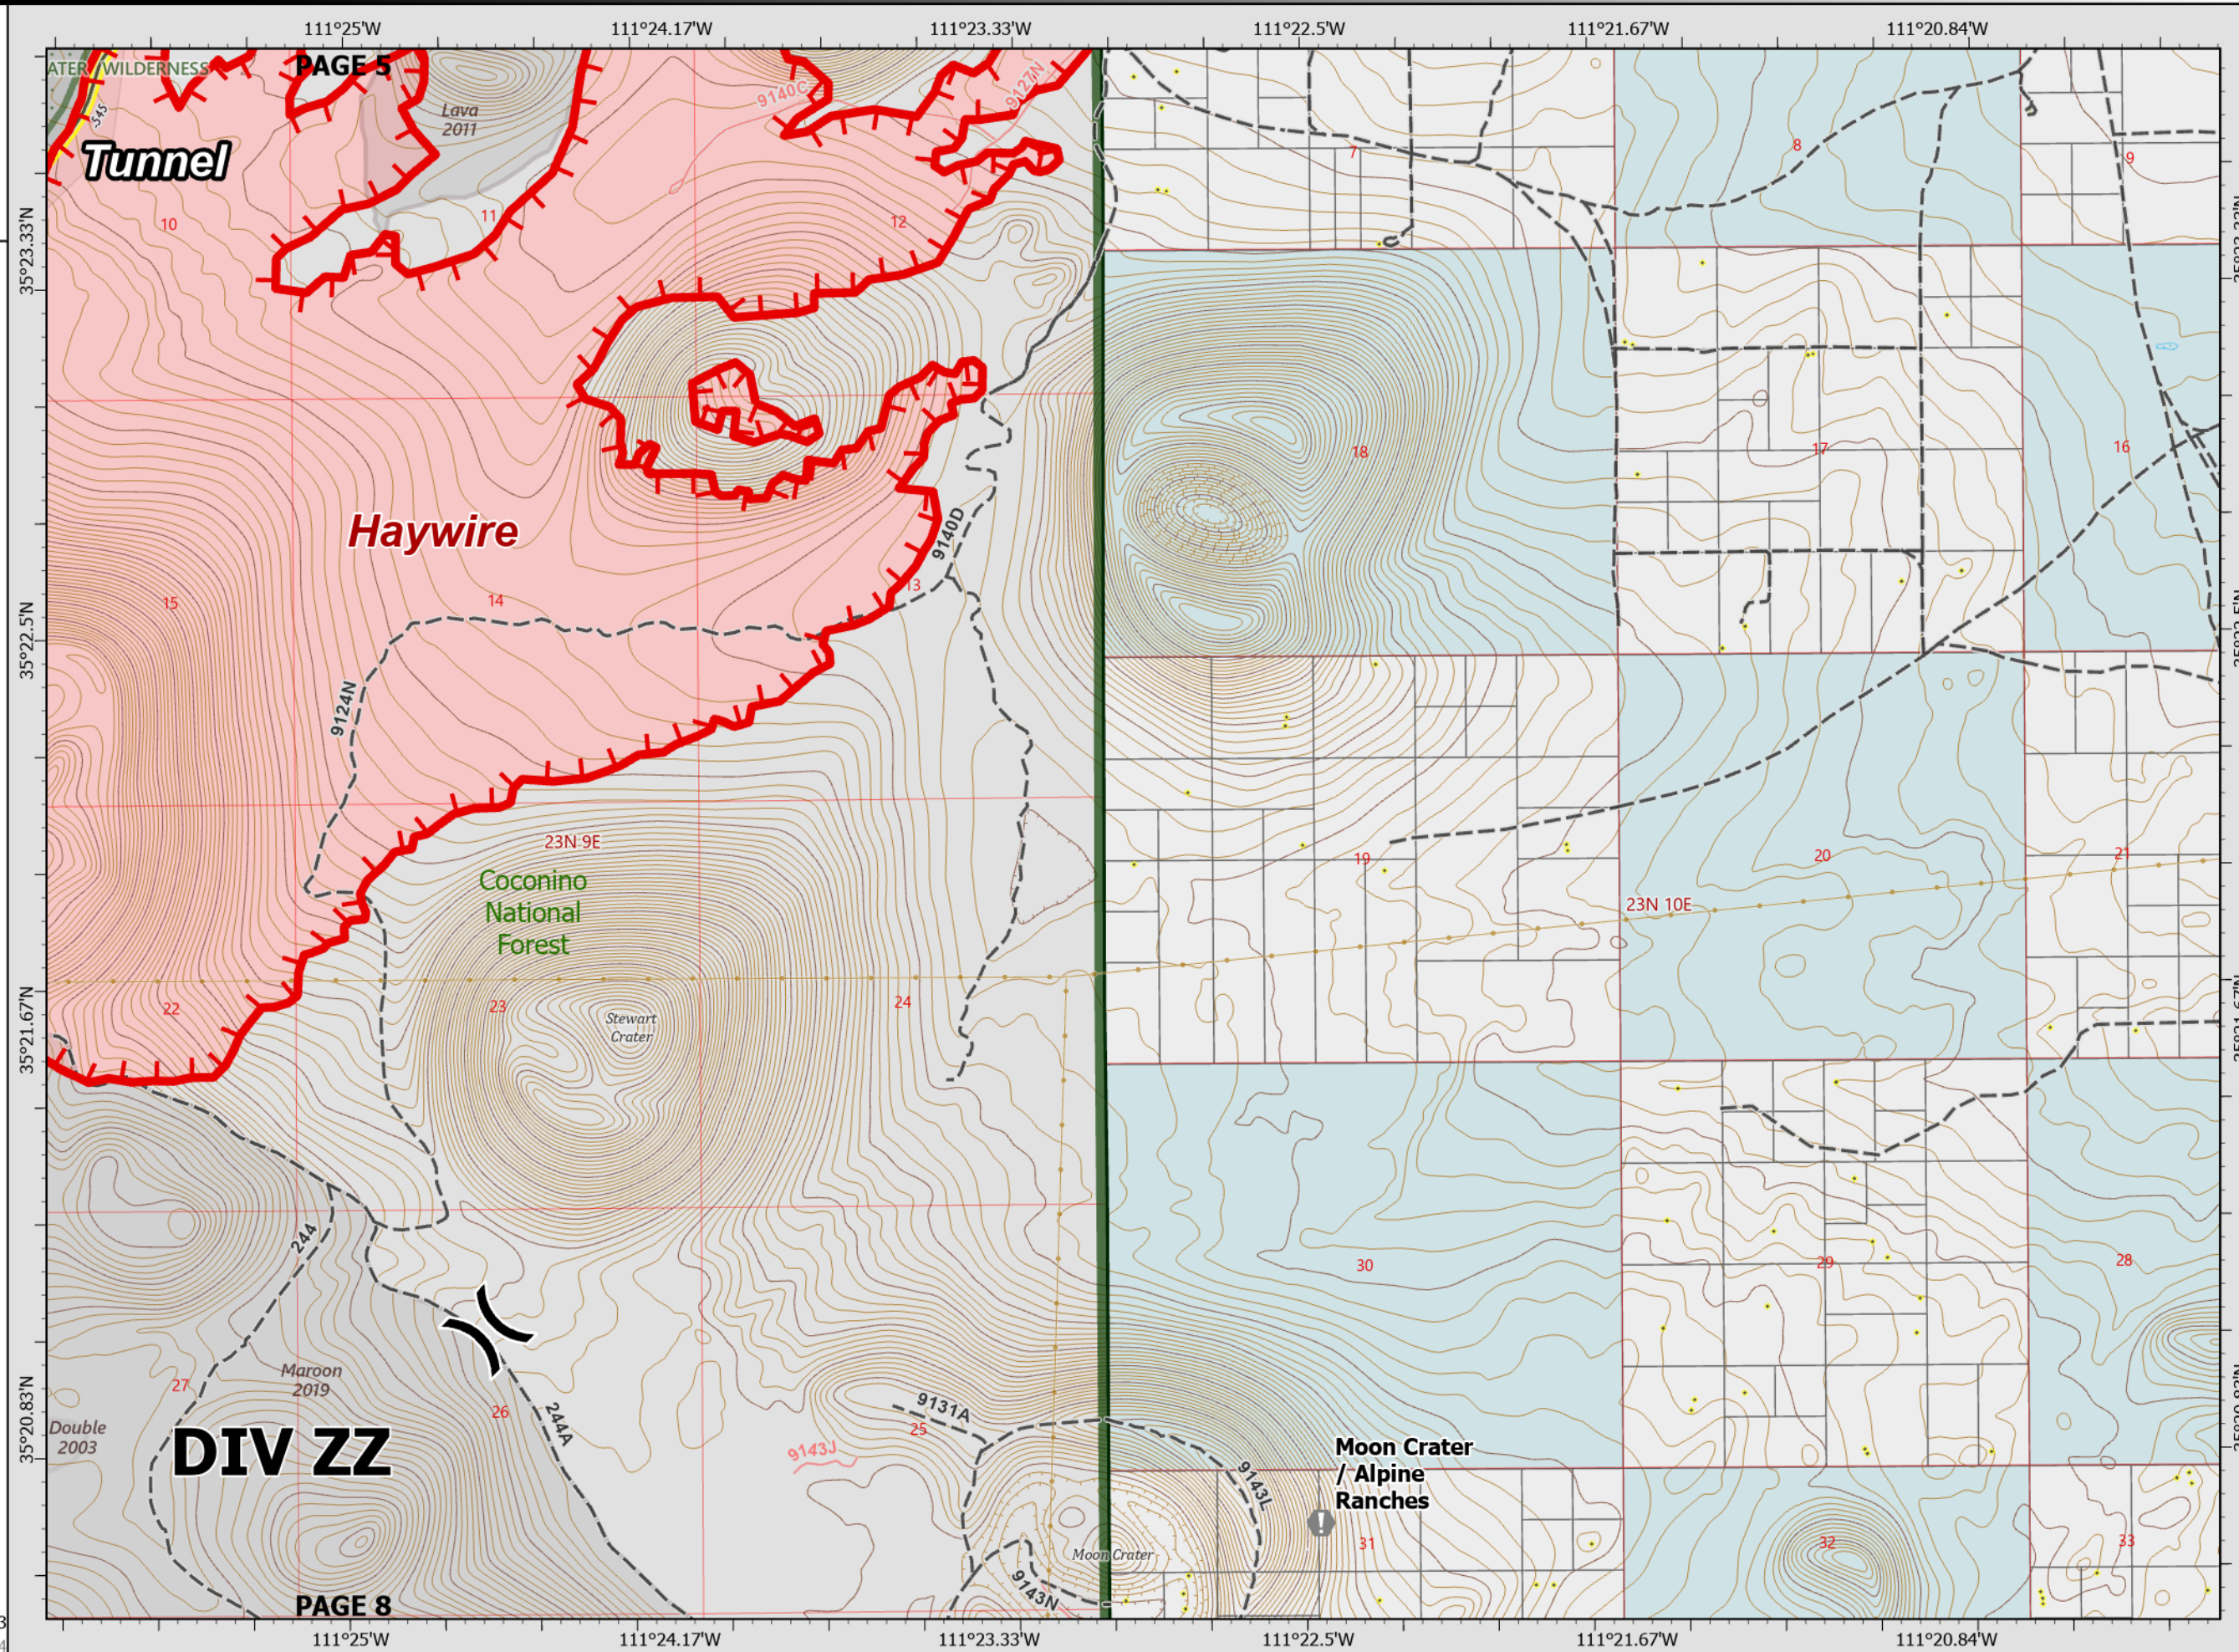 111°25'W
111°24.17'W
111°23.33'W
111°22.5'W
111°21.67'W
111°20.84'W
ATER WILDERNESS
PAGE 5
-545
Lava
2011
9140C
9127N
Tunnel
7
8
9
10
11
12
35°23.33'N
18
17
16
Haywire
9140D
15
14
13
35°22.5'N
9124N
23N 9E
Coconino
National
Forest
19
20
21
23N 10E
22
23
24
Stewart
Crater
35°21.67'N
244
30
29
28
27
Maroon
2019
26
244A
9131A
25
35°20.83'N
Double
2003
DIV ZZ
9143J
9143L
Moon Crater
/ Alpine
Ranches
31
32
33
Moon Crater
9143N
PAGE 8
111°25'W
111°24.17'W
111°23.33'W
111°22.5'W
111°21.67'W
111°20.84'W